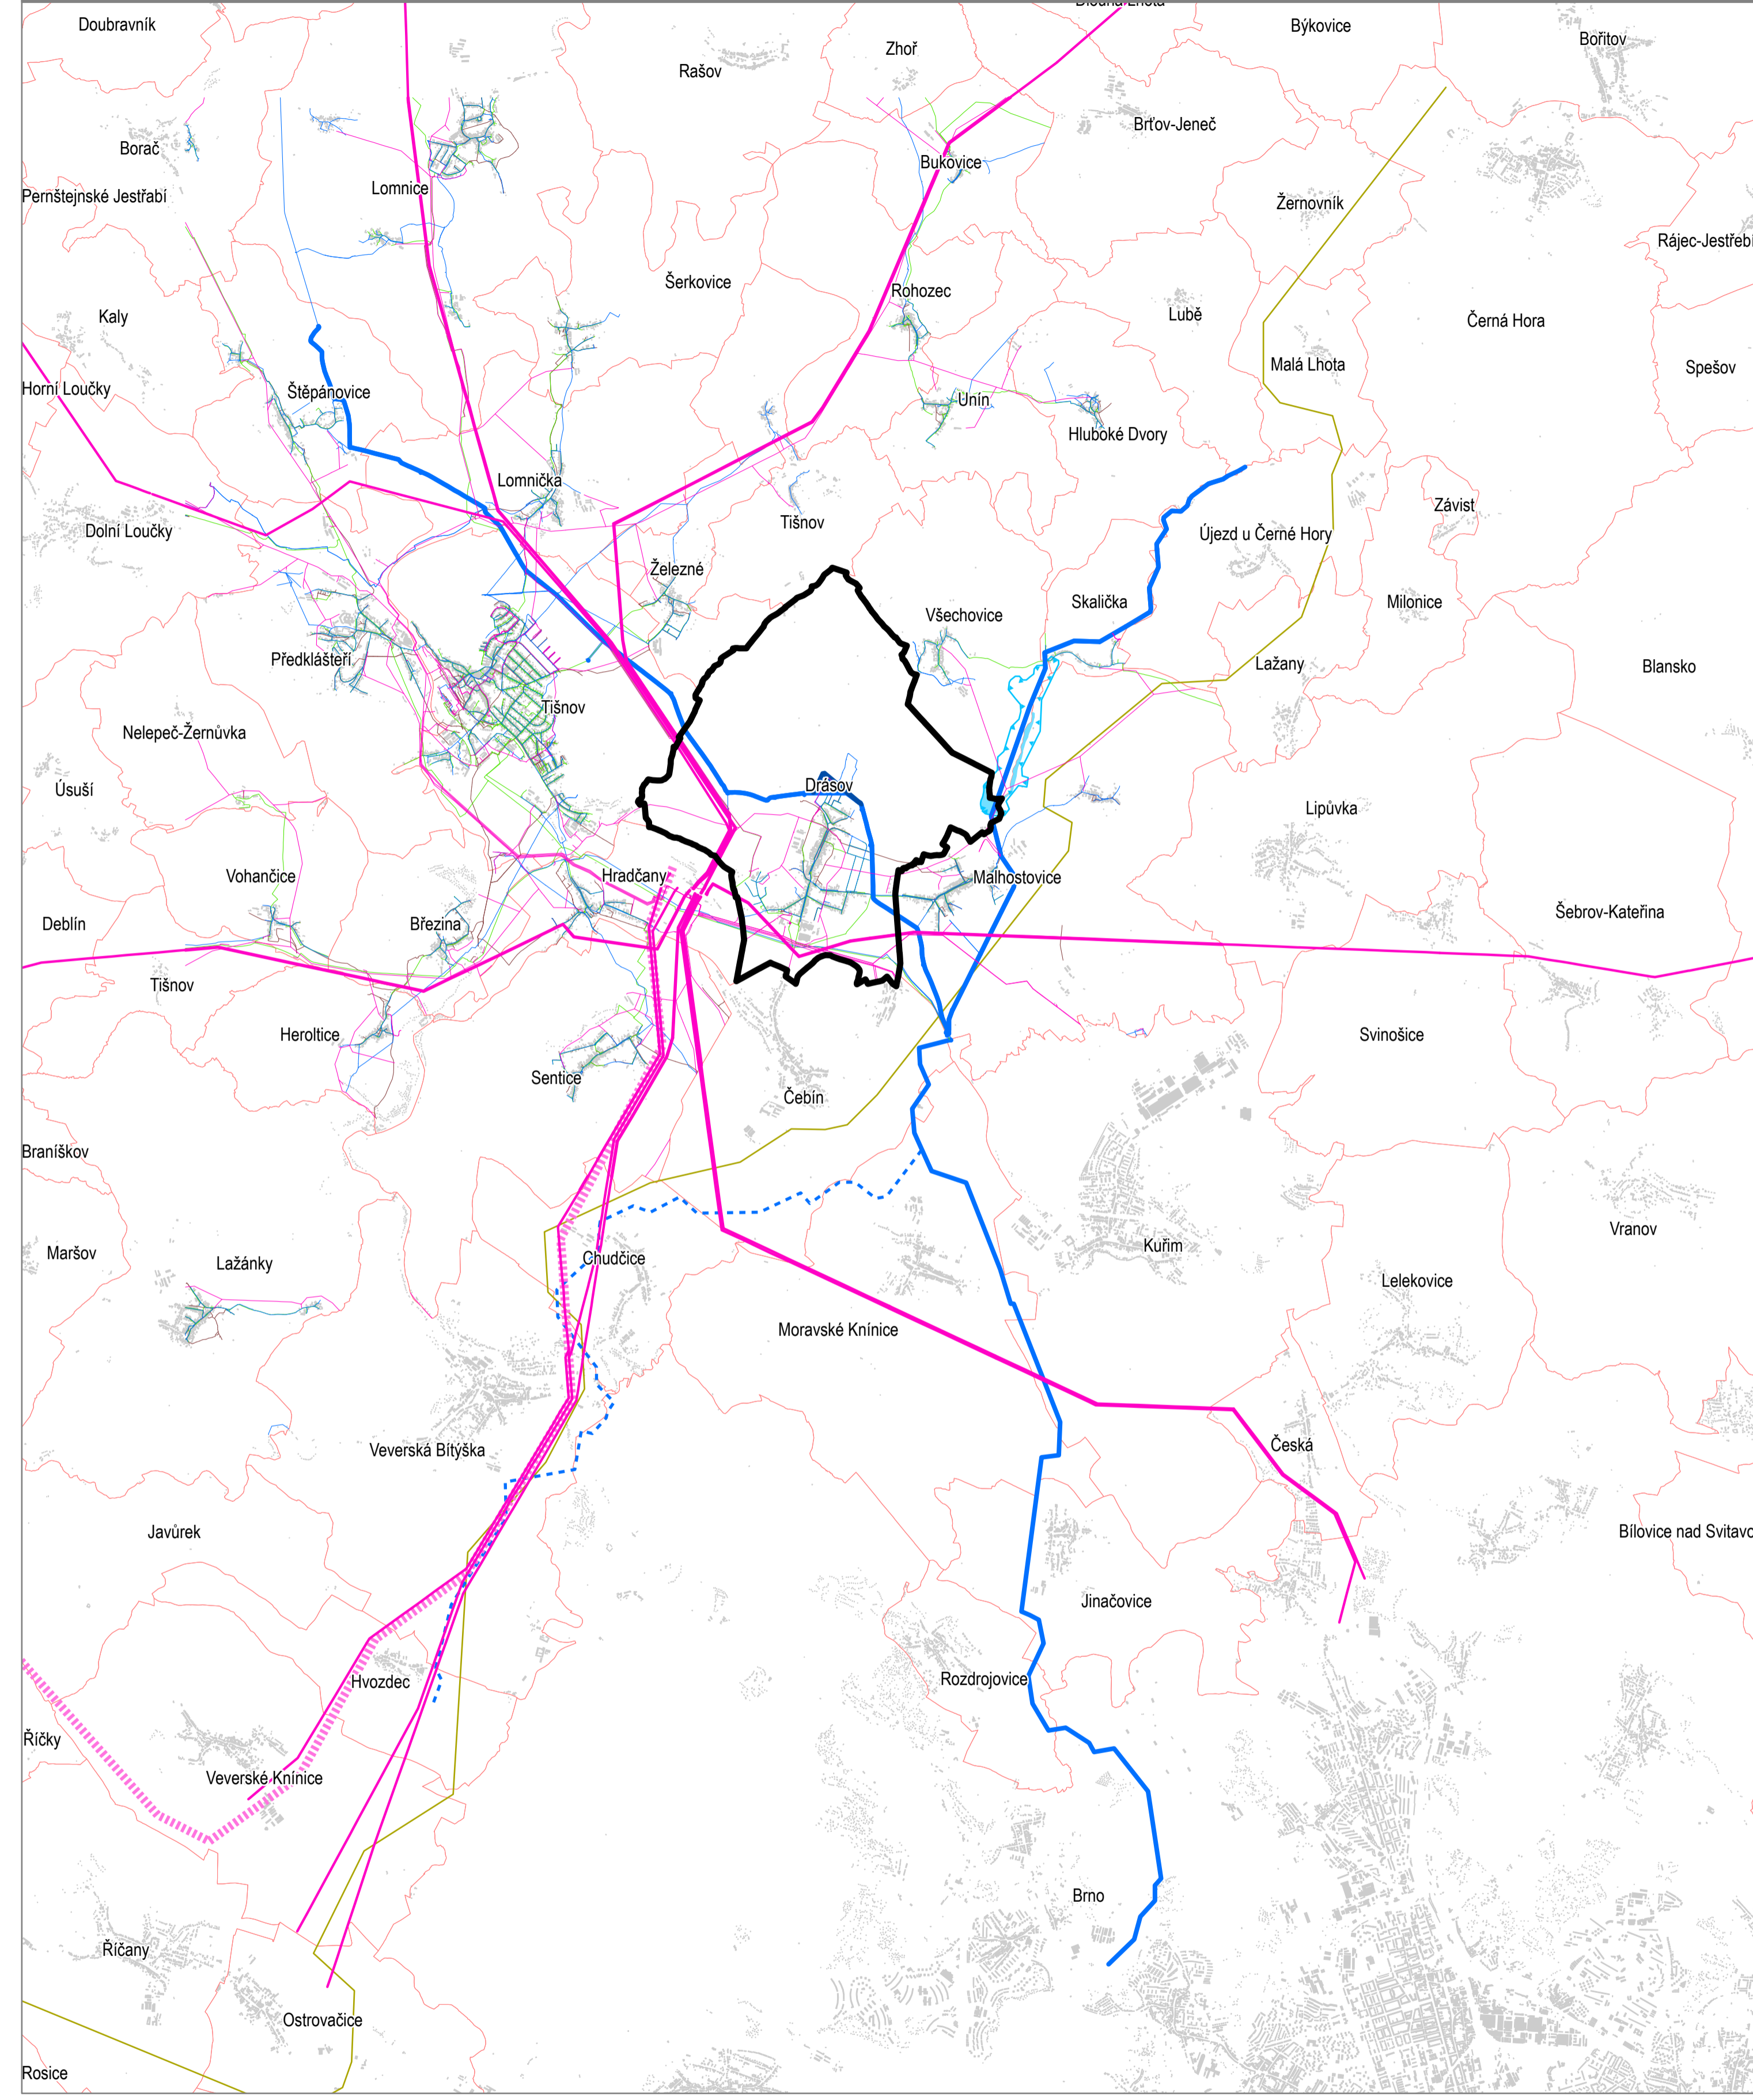 Dlouhá Lhota
Doubravník
Býkovice
Bořitov
Zhoř
Rašov
Brťov-Jeneč
Borač
Bukovice
Lomnice
Pernštejnské Jestřabí
Žernovník
Rájec-Jestřebí
Šerkovice
Rohozec
Lubě
Kaly
Černá Hora
Malá Lhota
Spešov
Horní Loučky
Štěpánovice
Unín
Hluboké Dvory
Lomnička
Závist
Tišnov
Dolní Loučky
Újezd u Černé Hory
Železné
Skalička
Milonice
Všechovice
Předklášteří
Lažany
Blansko
Tišnov
Nelepeč-Žernůvka
Drásov
Úsuší
Lipůvka
Vohančice
Hradčany
Malhostovice
Šebrov-Kateřina
Deblín
Březina
Tišnov
Heroltice
Svinošice
Sentice
Čebín
Braníškov
Vranov
Maršov
Lažánky
Chudčice
Kuřim
Lelekovice
Moravské Knínice
Veverská Bítýška
Česká
Javůrek
Bílovice nad Svitavo
Jinačovice
Hvozdec
Rozdrojovice
Říčky
Veverské Knínice
Brno
Říčany
Ostrovačice
Rosice